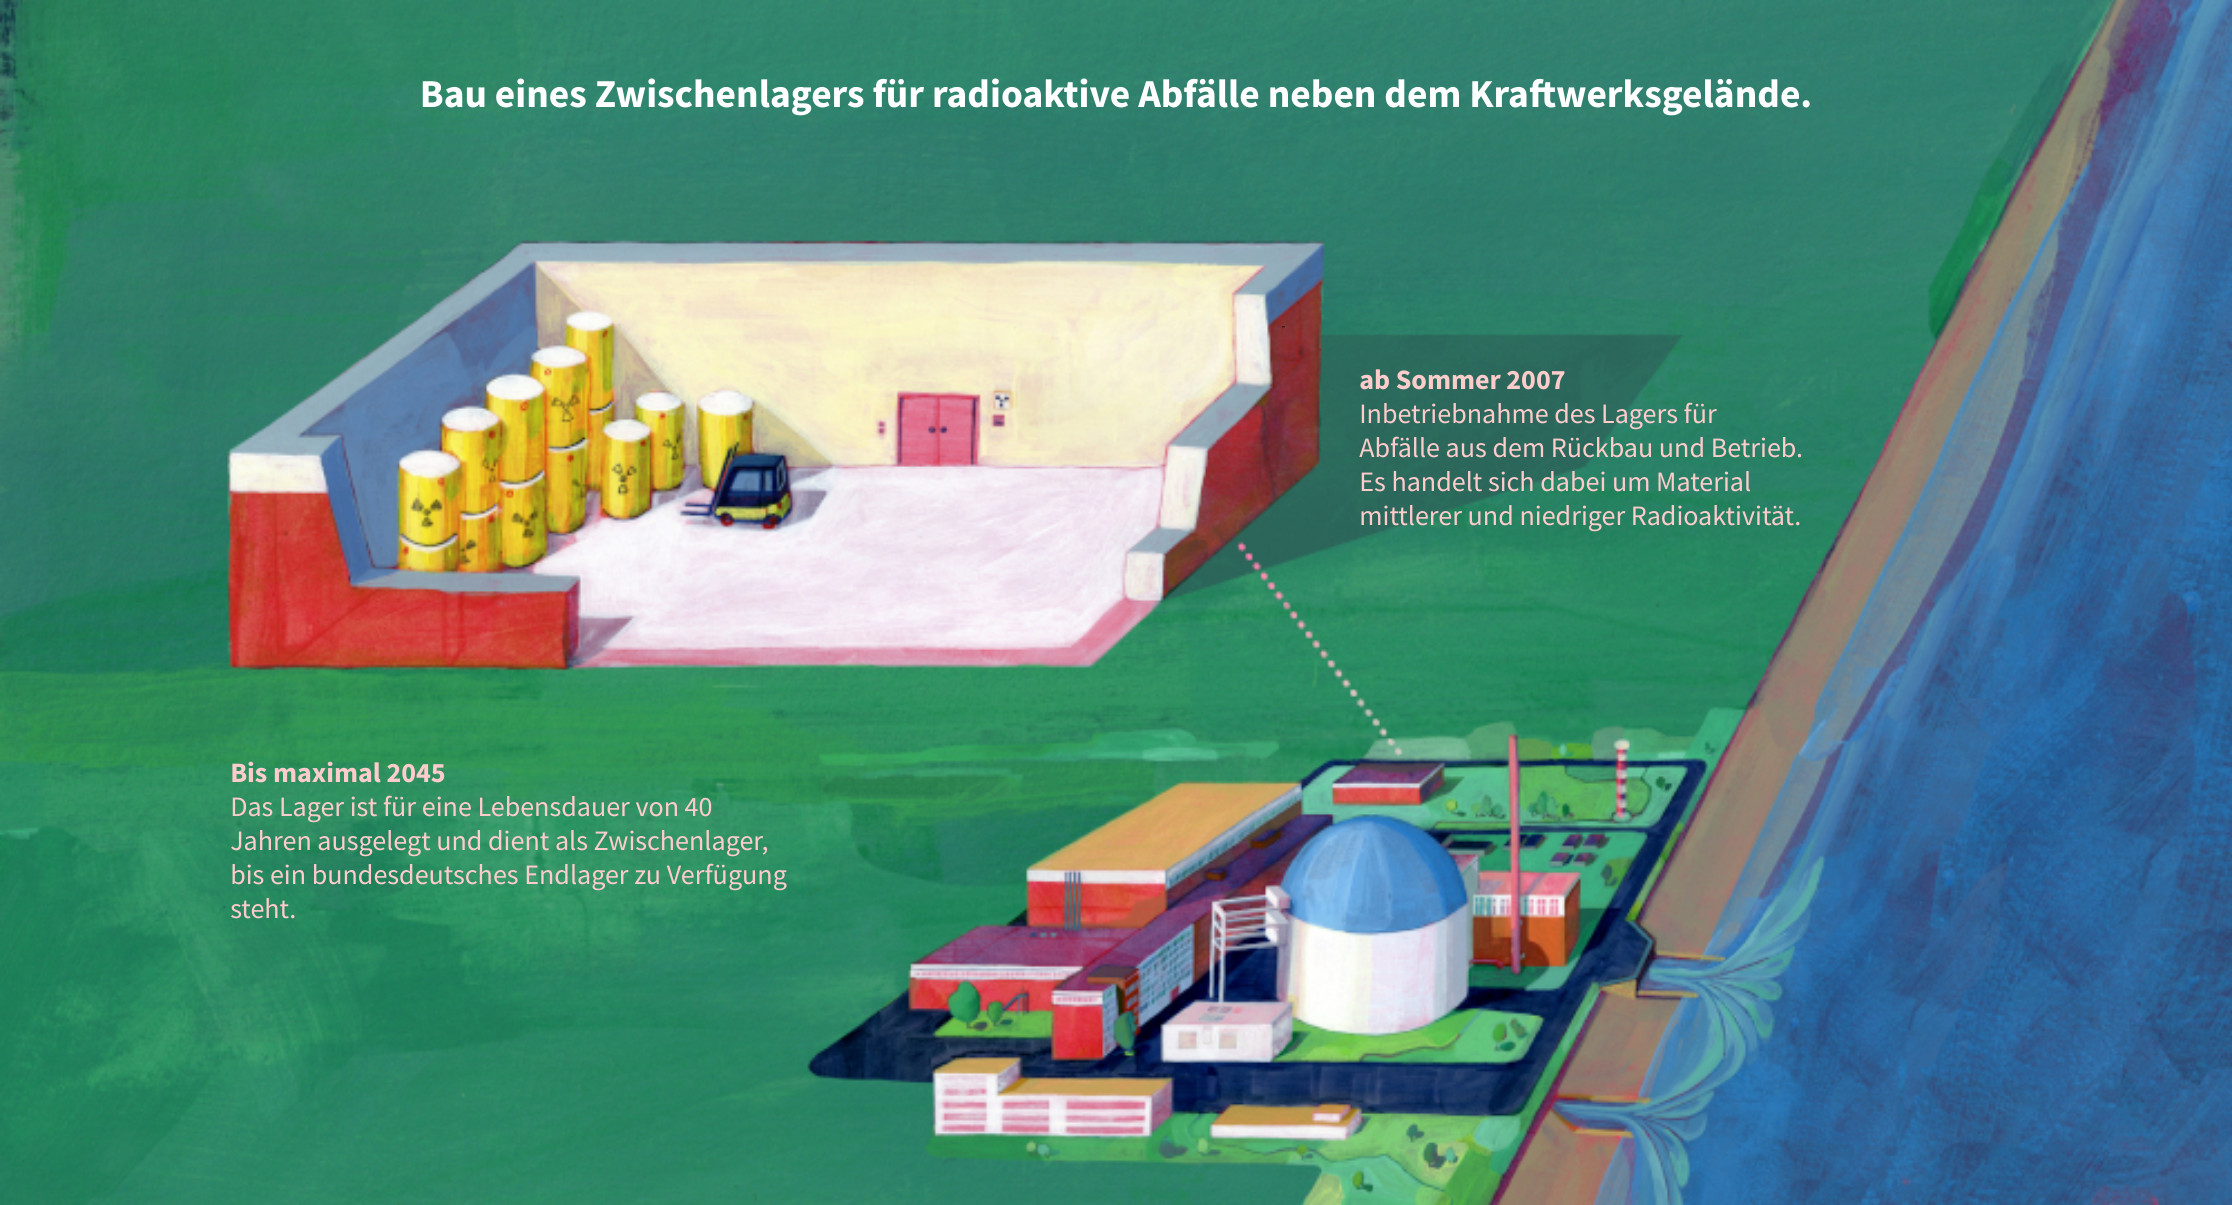 Bau eines Zwischenlagers für radioaktive Abfälle neben dem Kraftwerksgelände.
ab Sommer 2007
Inbetriebnahme des Lagers für
Abfälle aus dem Rückbau und Betrieb.
Es handelt sich dabei um Material
mittlerer und niedriger Radioaktivität.
Bis maximal 2045
Das Lager ist für eine Lebensdauer von 40
Jahren ausgelegt und dient als Zwischenlager,
bis ein bundesdeutsches Endlager zu Verfügung
steht.